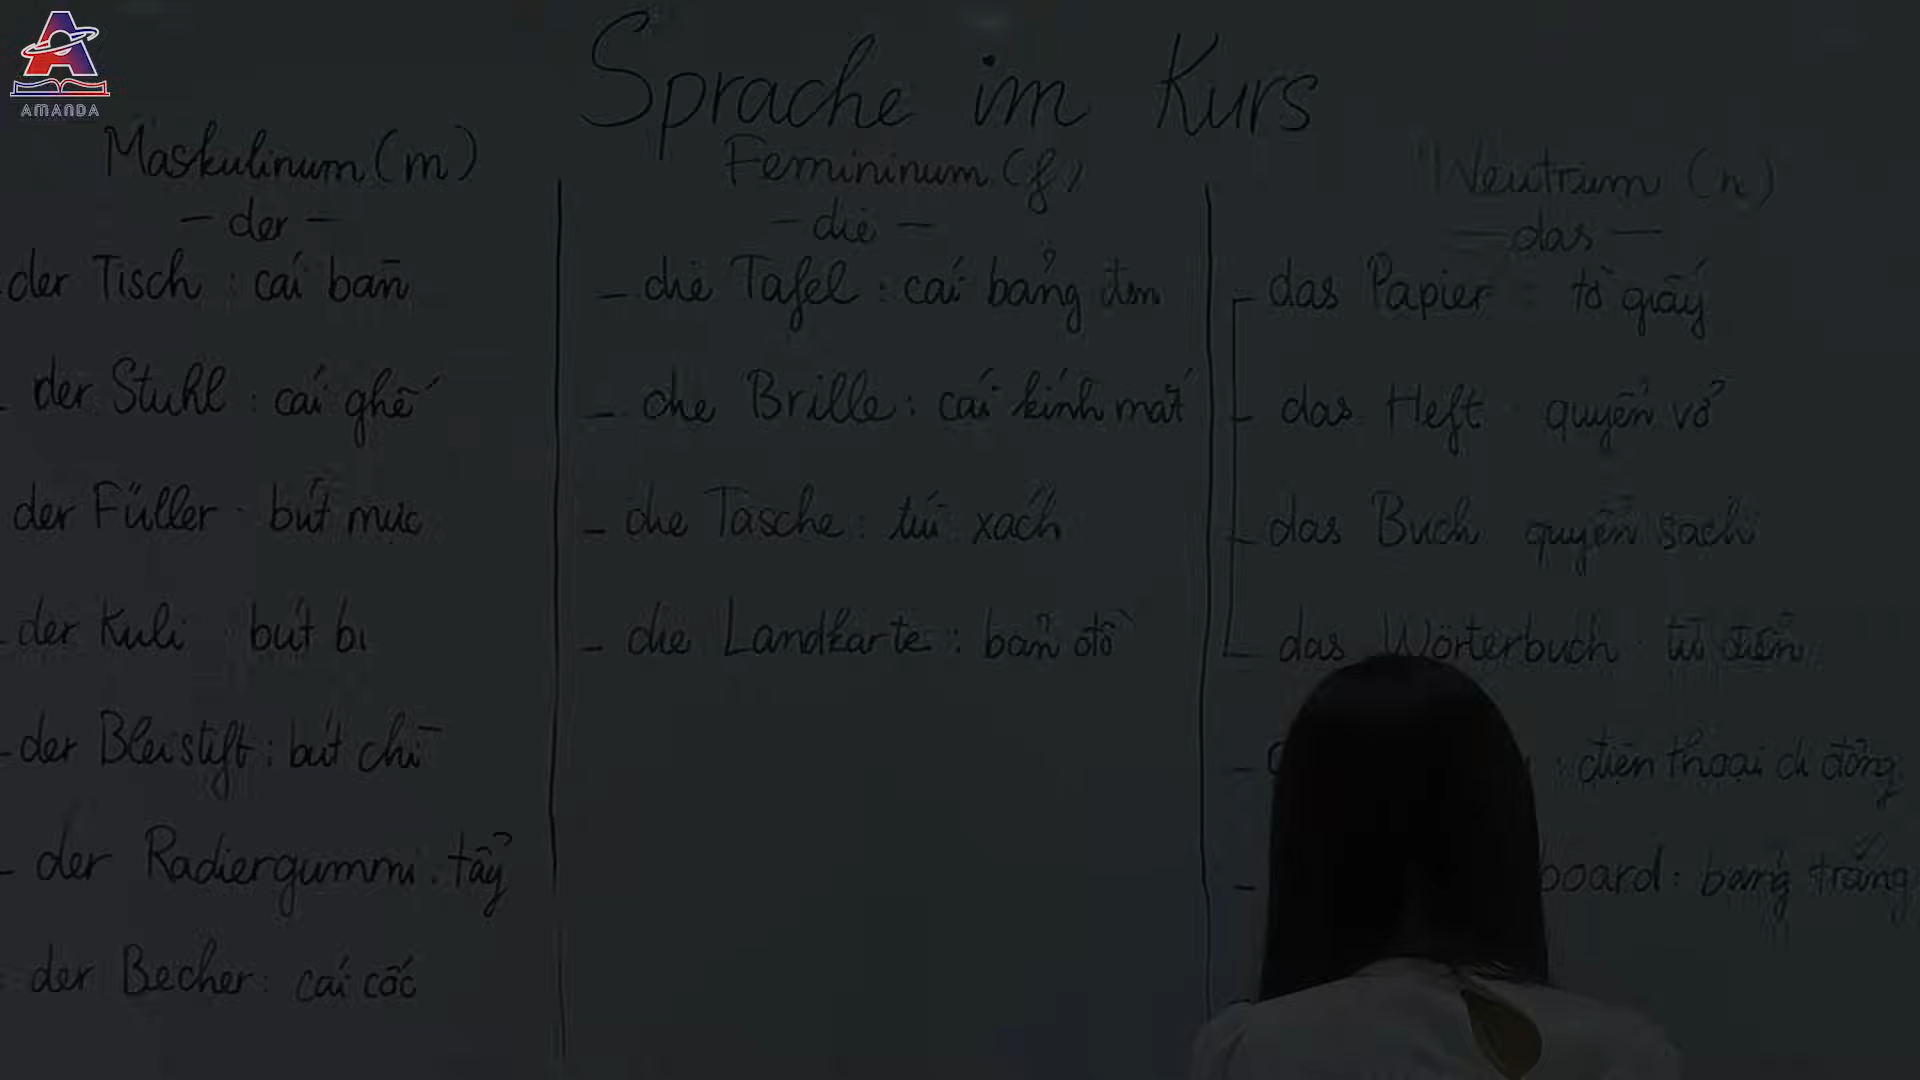 AMANDA
Sprache im Kurs
Maskulinum (m)
- der -
der Tisch : cái bàn
- der Stuhl : cái ghế
der Füller : bút mực
- der Kuli bút bi
- der Bleistift : bút chì
- der Radiergummi : tẩy
- der Becher : cái cốc
Femininum (f)
- die -
- die Tafel : cái bảng đen
- die Brille : cái kính mắt
- die Tasche : túi xách
- die Landkarte : bản đồ
Neutrum (n)
- das -
- das Papier : tờ giấy
- das Heft quyển vở
- das Buch quyển sách
- das Wörterbuch từ điển
: điện thoại di động
board : bảng trắng